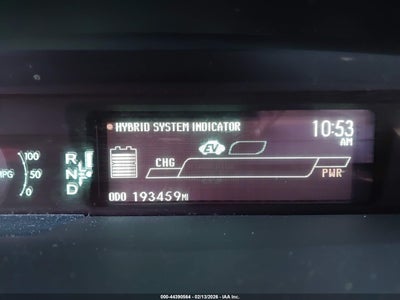 HYBRID SYSTEM INDICATOR 10:53
AM
EV
CHG
PWR
ODO 193459MI
100
MPG 50
0
R
N
D
000-44390564 - 02/13/2026 - IAA Inc.